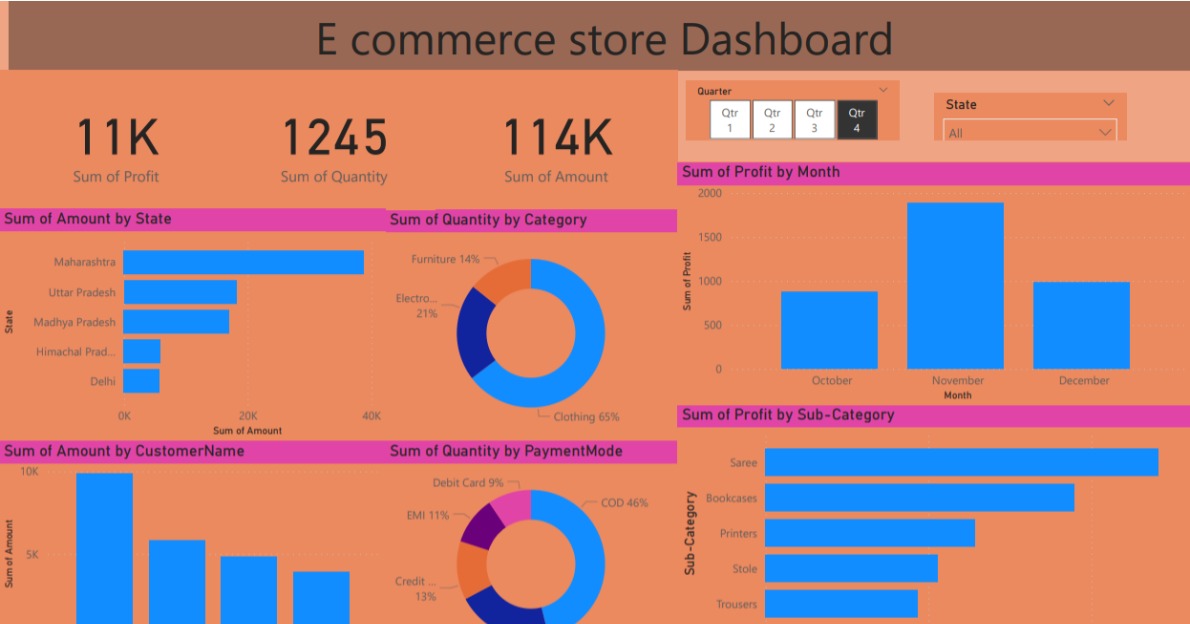 E commerce store Dashboard
11K
Sum of Profit
1245
Sum of Quantity
114K
Sum of Amount
Quarter
Qtr
1
Qtr
2
Qtr
3
Qtr
4
State
All
Sum of Amount by State
State
Maharashtra
Uttar Pradesh
Madhya Pradesh
Himachal Prad...
Delhi
0K
20K
40K
Sum of Amount
Sum of Quantity by Category
Furniture 14%
Electro...
21%
Clothing 65%
Sum of Profit by Month
Sum of Profit
2000
1500
1000
500
0
October
November
December
Month
Sum of Amount by CustomerName
Sum of Amount
10K
5K
Sum of Quantity by PaymentMode
Debit Card 9%
COD 46%
EMI 11%
Credit ...
13%
Sum of Profit by Sub-Category
Sub-Category
Saree
Bookcases
Printers
Stole
Trousers